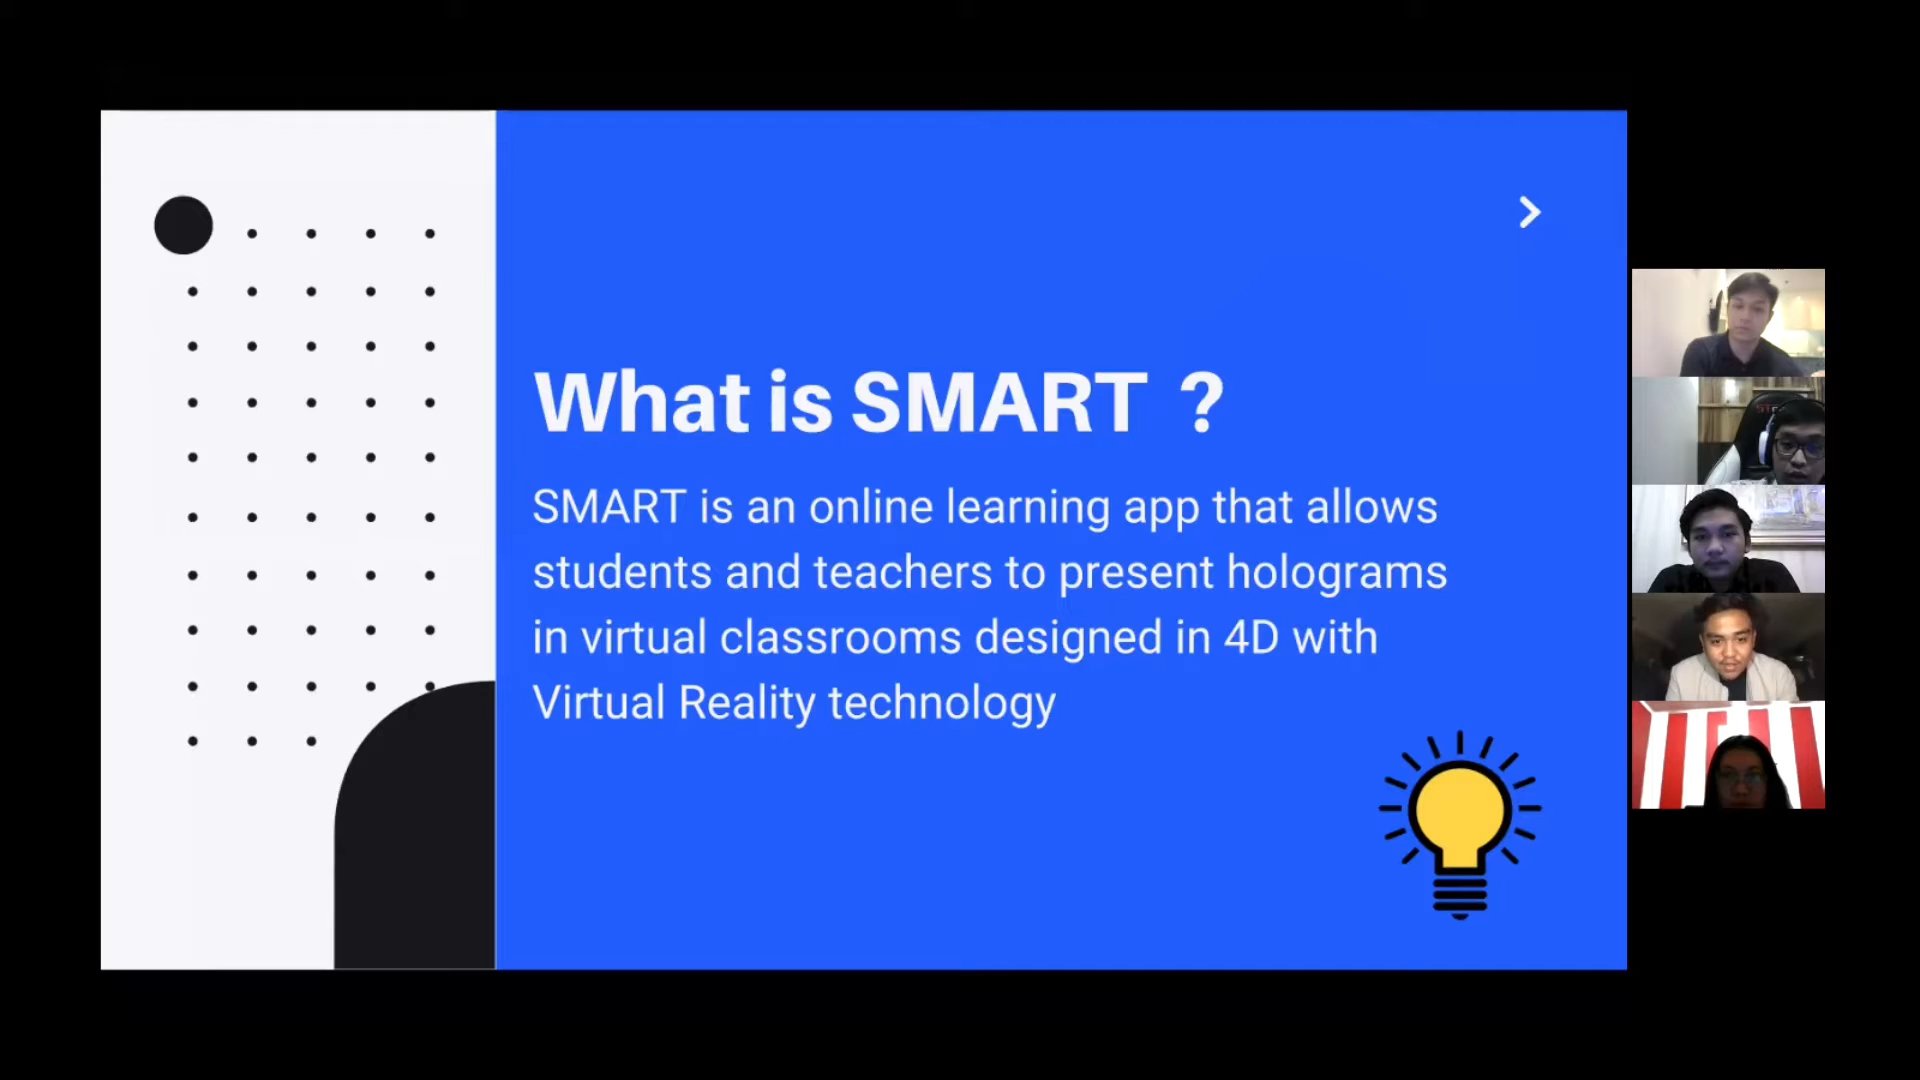 What is SMART ?
SMART is an online learning app that allows
students and teachers to present holograms
in virtual classrooms designed in 4D with
Virtual Reality technology